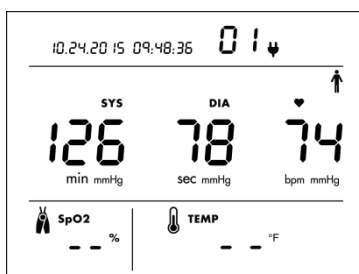 10.24.2015 09:48:36 01
SYS DIA
126 78 74
min mmHg sec mmHg bpm mmHg
SpO2 TEMP
-- % -- °F